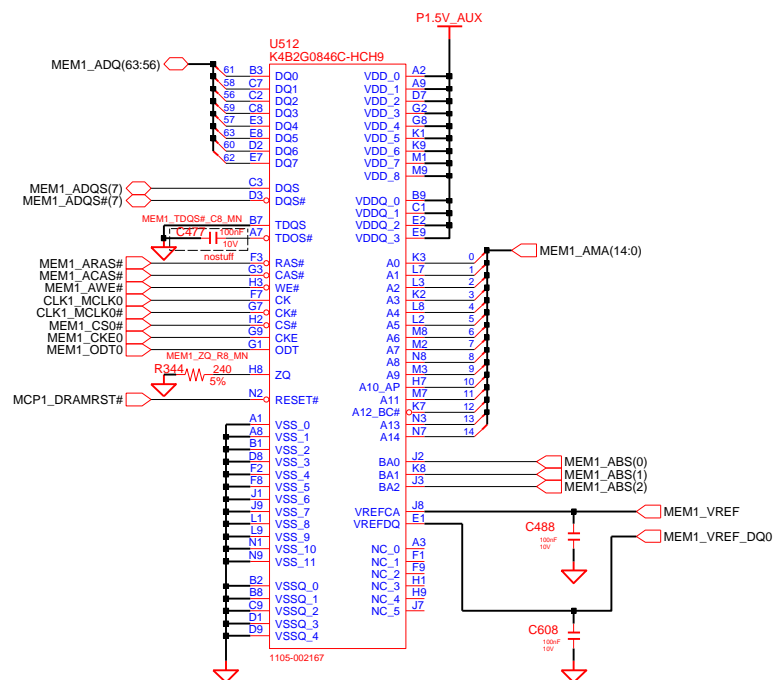 P1.5V_AUX
U512
K4B2G0846C-HCH9
MEM1_ADQ(63:56)
61 B3 DQ0 VDD_0 A2
58 C7 DQ1 VDD_1 A9
56 C2 DQ2 VDD_2 D7
59 C8 DQ3 VDD_3 G2
57 E3 DQ4 VDD_4 G8
63 E8 DQ5 VDD_5 K1
60 D2 DQ6 VDD_6 K9
62 E7 DQ7 VDD_7 M1
VDD_8 M9
MEM1_ADQS(7) C3 DQS
MEM1_ADQS#(7) D3 DQS#
VDDQ_0 B9
VDDQ_1 C1
VDDQ_2 E2
VDDQ_3 E9
MEM1_TDQS#_C8_MN
B7 TDQS
C477 100nF A7 TDOS#
10V
nostuff
MEM1_AMA(14:0)
MEM1_ARAS# F3 RAS# A0 K3 0
MEM1_ACAS# G3 CAS# A1 L7 1
MEM1_AWE# H3 WE# A2 L3 2
CLK1_MCLK0 F7 CK A3 K2 3
CLK1_MCLK0# G7 CK# A4 L8 4
MEM1_CS0# H2 CS# A5 L2 5
MEM1_CKE0 G9 CKE A6 M8 6
MEM1_ODT0 G1 ODT A7 M2 7
MEM1_ZQ_R8_MN A8 N8 8
R344 240 H8 ZQ A9 M3 9
5% A10_AP H7 10
MCP1_DRAMRST# N2 RESET# A11 M7 11
A12_BC# K7 12
A13 N3 13
A14 N7 14
A1 VSS_0
A8 VSS_1
B1 VSS_2
D8 VSS_3 BA0 J2 MEM1_ABS(0)
F2 VSS_4 BA1 K8 MEM1_ABS(1)
F8 VSS_5 BA2 J3 MEM1_ABS(2)
J1 VSS_6
J9 VSS_7 VREFCA J8 MEM1_VREF
L1 VSS_8 VREFDQ E1
L9 VSS_9 C488
100nF
10V
MEM1_VREF_DQ0
N1 VSS_10 NC_0 A3
N9 VSS_11 NC_1 F1
NC_2 F9
B2 VSSQ_0 NC_3 H1
B8 VSSQ_1 NC_4 H9
C9 VSSQ_2 NC_5 J7
D1 VSSQ_3
D9 VSSQ_4
C608
100nF
10V
1105-002167